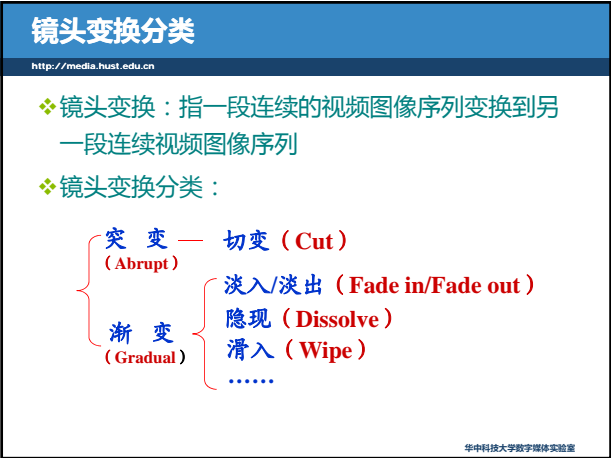 镜头变换分类
http://media.hust.edu.cn
镜头变换：指一段连续的视频图像序列变换到另
一段连续视频图像序列
镜头变换分类：
突 变 — 切变（Cut）
（Abrupt）
淡入/淡出（Fade in/Fade out）
隐现（Dissolve）
渐 变
滑入（Wipe）
（Gradual）
……
华中科技大学数字媒体实验室